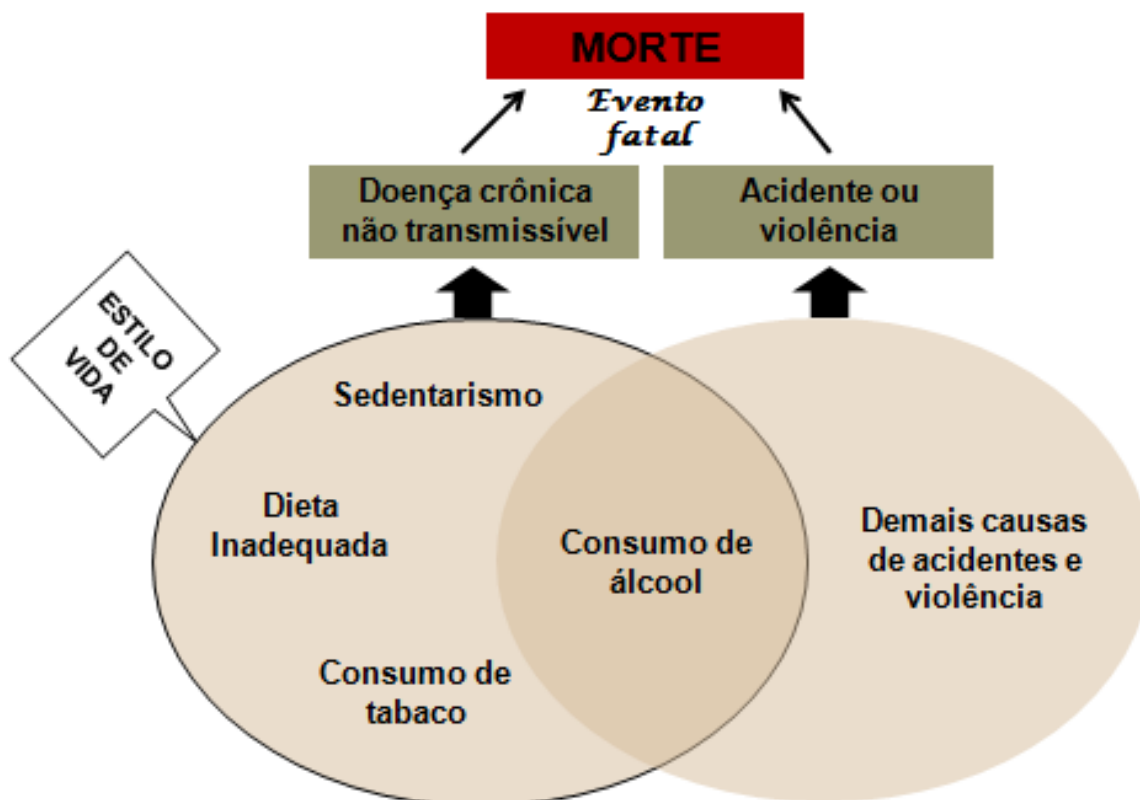 MORTE
Evento
fatal
Doença crônica
não transmissível
Acidente ou
violência
ESTILO
DE
VIDA
Sedentarismo
Dieta
Inadequada
Consumo de
álcool
Demais causas
de acidentes e
violência
Consumo de
tabaco